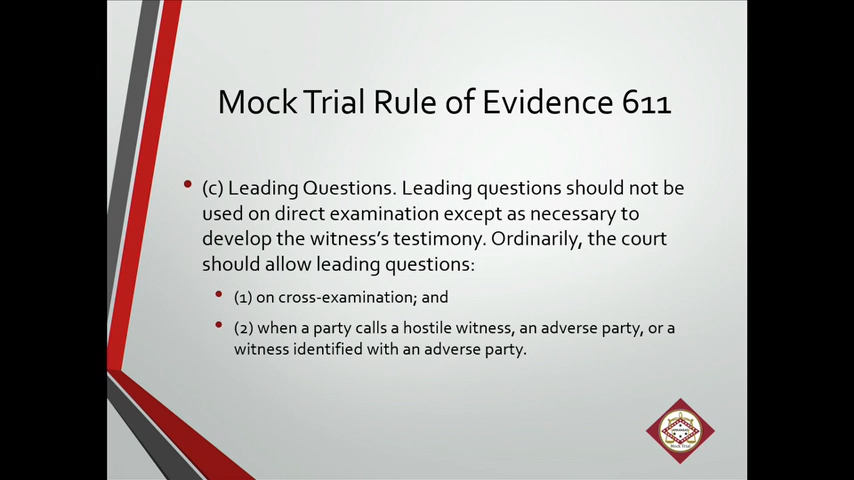 Mock Trial Rule of Evidence 611
(c) Leading Questions. Leading questions should not be
used on direct examination except as necessary to
develop the witness’s testimony. Ordinarily, the court
should allow leading questions:
(1) on cross-examination; and
(2) when a party calls a hostile witness, an adverse party, or a
witness identified with an adverse party.
Mock Trial